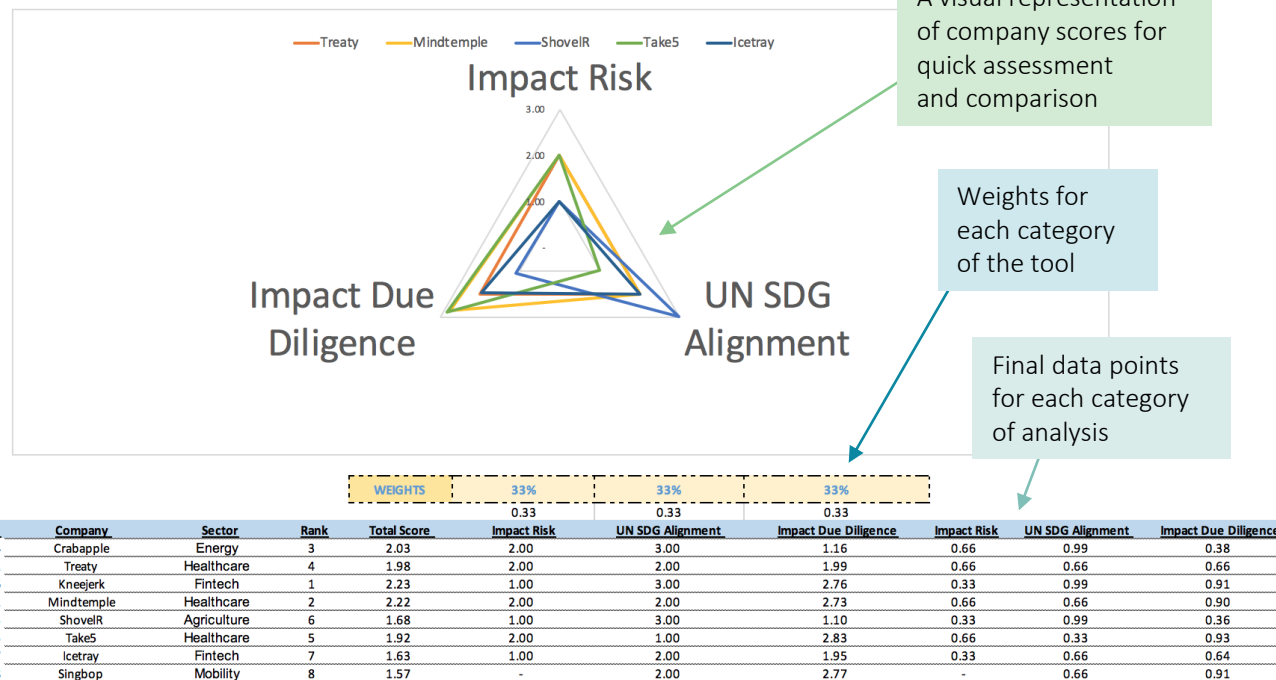 A visual representation
of company scores for
quick assessment
and comparison
Treaty Mindtemple ShovelR Take5 Icetray
Impact Risk
3.00
2.00
1.00
-
Weights for
each category
of the tool
Impact Due
Diligence
UN SDG
Alignment
Final data points
for each category
of analysis
WEIGHTS 33% 33% 33%
0.33 0.33 0.33
Company Sector Rank Total Score Impact Risk UN SDG Alignment Impact Due Diligence Impact Risk UN SDG Alignment Impact Due Diligence
Crabapple Energy 3 2.03 2.00 3.00 1.16 0.66 0.99 0.38
Treaty Healthcare 4 1.98 2.00 2.00 1.99 0.66 0.66 0.66
Kneejerk Fintech 1 2.23 1.00 3.00 2.76 0.33 0.99 0.91
Mindtemple Healthcare 2 2.22 2.00 2.00 2.73 0.66 0.66 0.90
ShovelR Agriculture 6 1.68 1.00 3.00 1.10 0.33 0.99 0.36
Take5 Healthcare 5 1.92 2.00 1.00 2.83 0.66 0.33 0.93
Icetray Fintech 7 1.63 1.00 2.00 1.95 0.33 0.66 0.64
Singbop Mobility 8 1.57 - 2.00 2.77 - 0.66 0.91